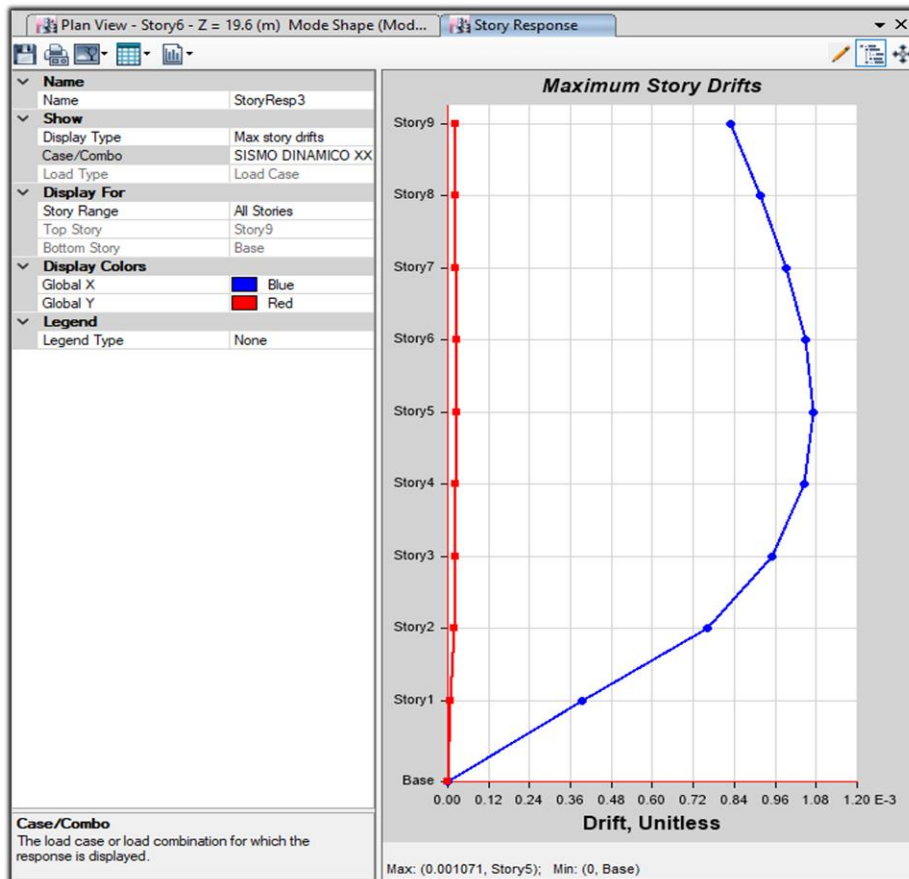 Plan View - Story6 - Z = 19.6 (m) Mode Shape (Mod...
Story Response
Name
Name StoryResp3
Show
Display Type Max story drifts
Case/Combo SISMO DINAMICO XX
Load Type Load Case
Display For
Story Range All Stories
Top Story Story9
Bottom Story Base
Display Colors
Global X Blue
Global Y Red
Legend
Legend Type None
Case/Combo
The load case or load combination for which the
response is displayed.
Maximum Story Drifts
Story9
Story8
Story7
Story6
Story5
Story4
Story3
Story2
Story1
Base
0.00 0.12 0.24 0.36 0.48 0.60 0.72 0.84 0.96 1.08 1.20 E-3
Drift, Unitless
Max: (0.001071, Story5); Min: (0, Base)